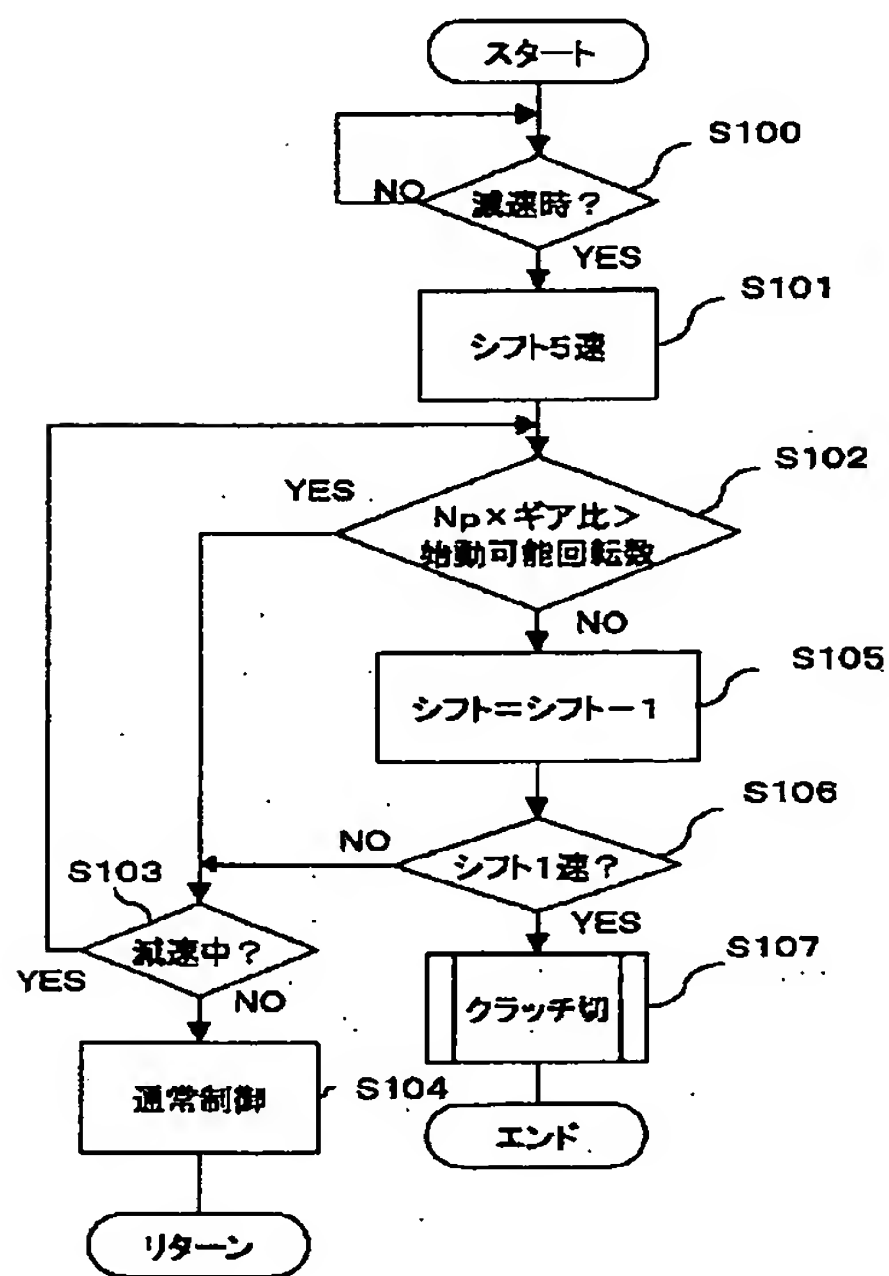 スタート
S100
NO
減速時?
YES
S101
シフト5速
S102
YES
Np×ギア比>
始動可能回転数
NO
S105
シフト=シフト-1
S106
NO
シフト1速?
S103
YES
減速中?
S107
YES
NO
クラッチ切
通常制御
S104
エンド
リターン